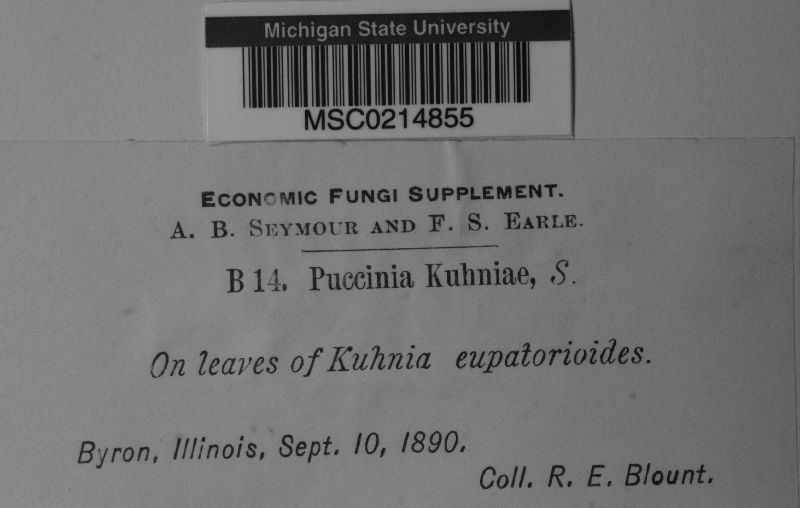 Michigan State University
MSC0214855
ECONOMIC FUNGI SUPPLEMENT.
A. B. SEYMOUR AND F. S. EARLE.
B 14. Puccinia Kuhniae, S.
On leaves of Kuhnia eupatorioides.
Byron, Illinois, Sept. 10, 1890.
Coll. R. E. Blount.